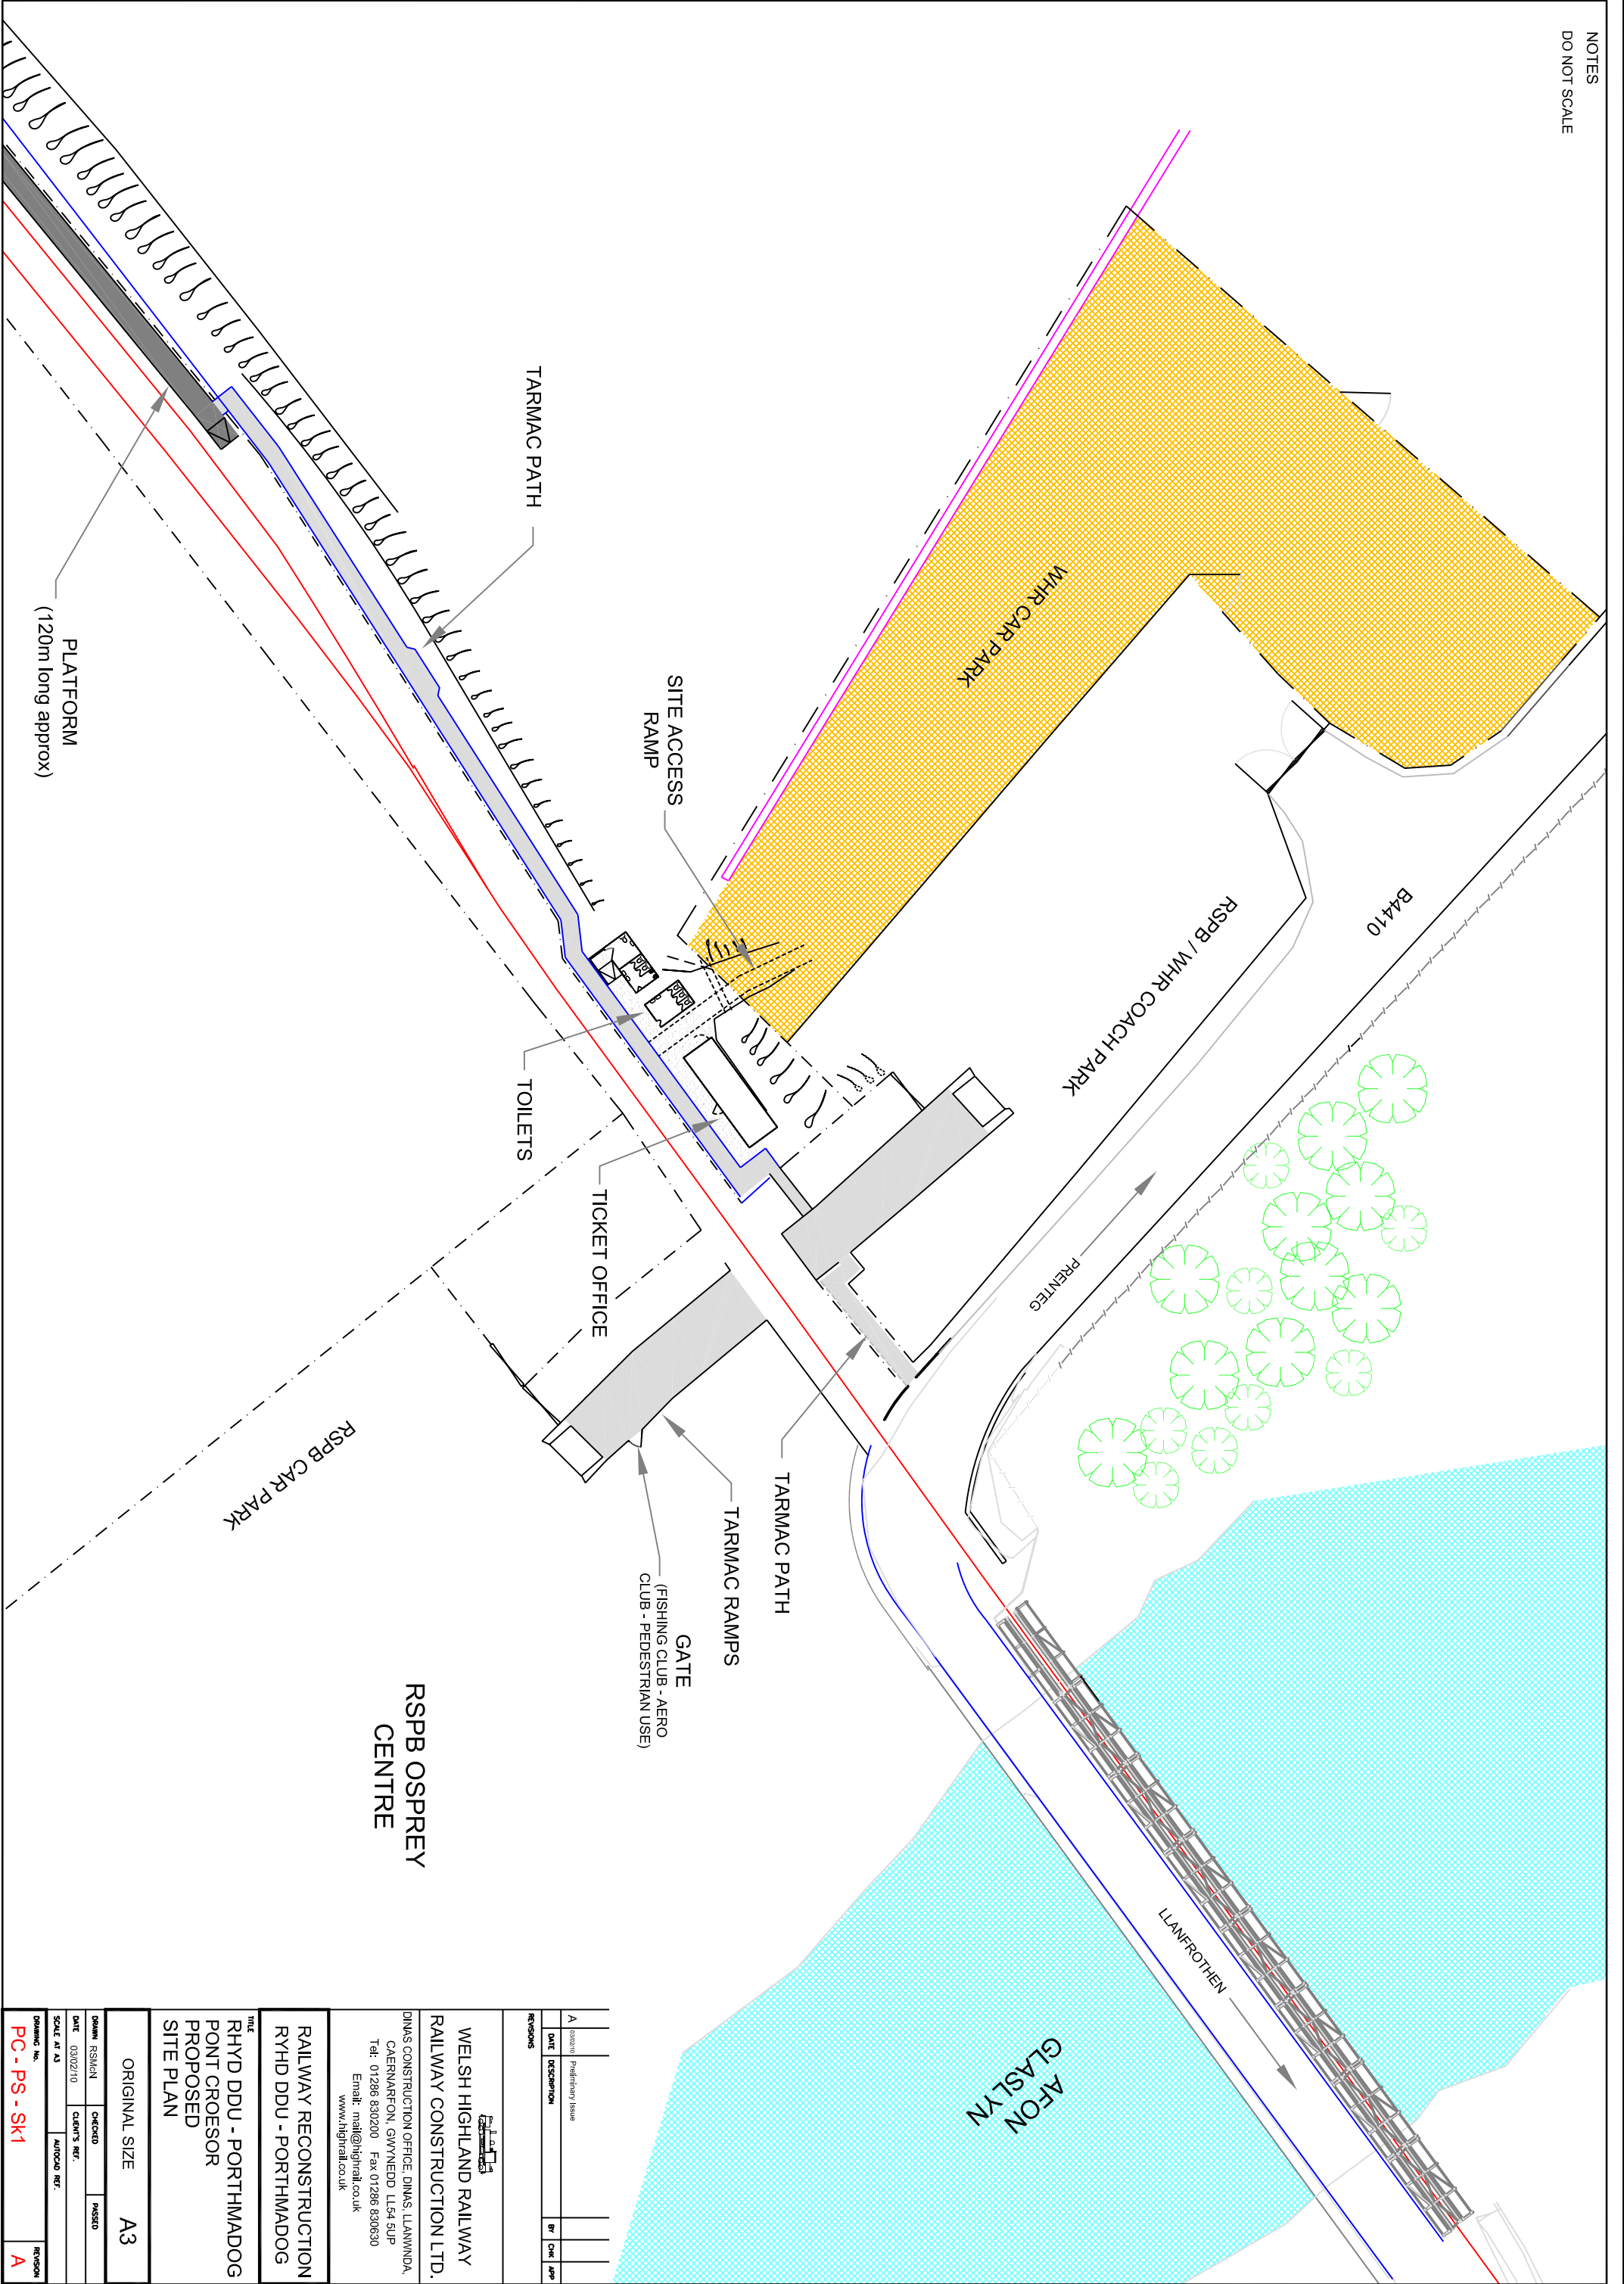 NOTES
DO NOT SCALE
B4410
WHR CAR PARK
RSPB / WHR COACH PARK
PRENTEG
TARMAC PATH
SITE ACCESS
RAMP
PLATFORM
(120m long approx)
TOILETS
TICKET OFFICE
TARMAC PATH
TARMAC RAMPS
GATE
(FISHING CLUB - AERO
CLUB - PEDESTRIAN USE)
RSPB CAR PARK
RSPB OSPREY
CENTRE
LLANFROTHEN
AFON
GLASLYN
A 03/02/10 Preliminary Issue
DATE DESCRIPTION BY CHK APP
REVISIONS
WELSH HIGHLAND RAILWAY
RAILWAY CONSTRUCTION LTD.
DINAS CONSTRUCTION OFFICE, DINAS, LLANWNDA,
CAERNARFON, GWYNEDD LL54 5UP
Tel: 01286 830200 Fax 01286 830630
Email: mail@highrail.co.uk
www.highrail.co.uk
RAILWAY RECONSTRUCTION
RYHD DDU - PORTHMADOG
TITLE
RHYD DDU - PORTHMADOG
PONT CROESOR
PROPOSED
SITE PLAN
ORIGINAL SIZE A3
DRAWN RSMcN CHECKED PASSED
DATE 03/02/10 CLIENT'S REF.
SCALE AT A3 AUTOCAD REF.
DRAWING No. REVISION
PC - PS - Sk1 A